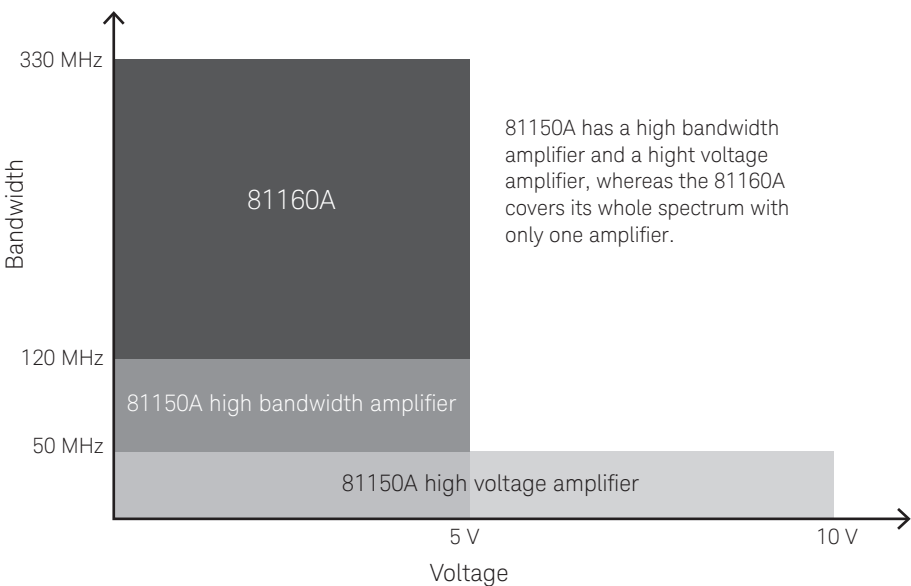 330 MHz
Bandwidth
81160A
81150A has a high bandwidth
amplifier and a hight voltage
amplifier, whereas the 81160A
covers its whole spectrum with
only one amplifier.
120 MHz
81150A high bandwidth amplifier
50 MHz
81150A high voltage amplifier
5 V
10 V
Voltage